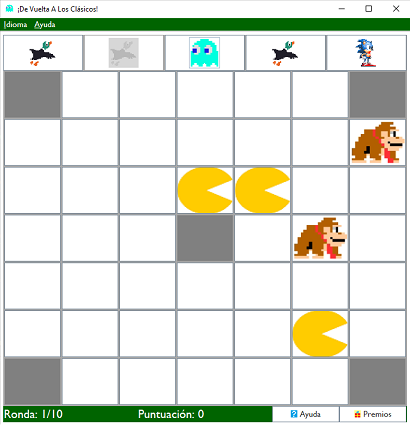 ¡De Vuelta A Los Clásicos!
Idioma Ayuda
Ronda: 1/10 Puntuación: 0 Ayuda Premios